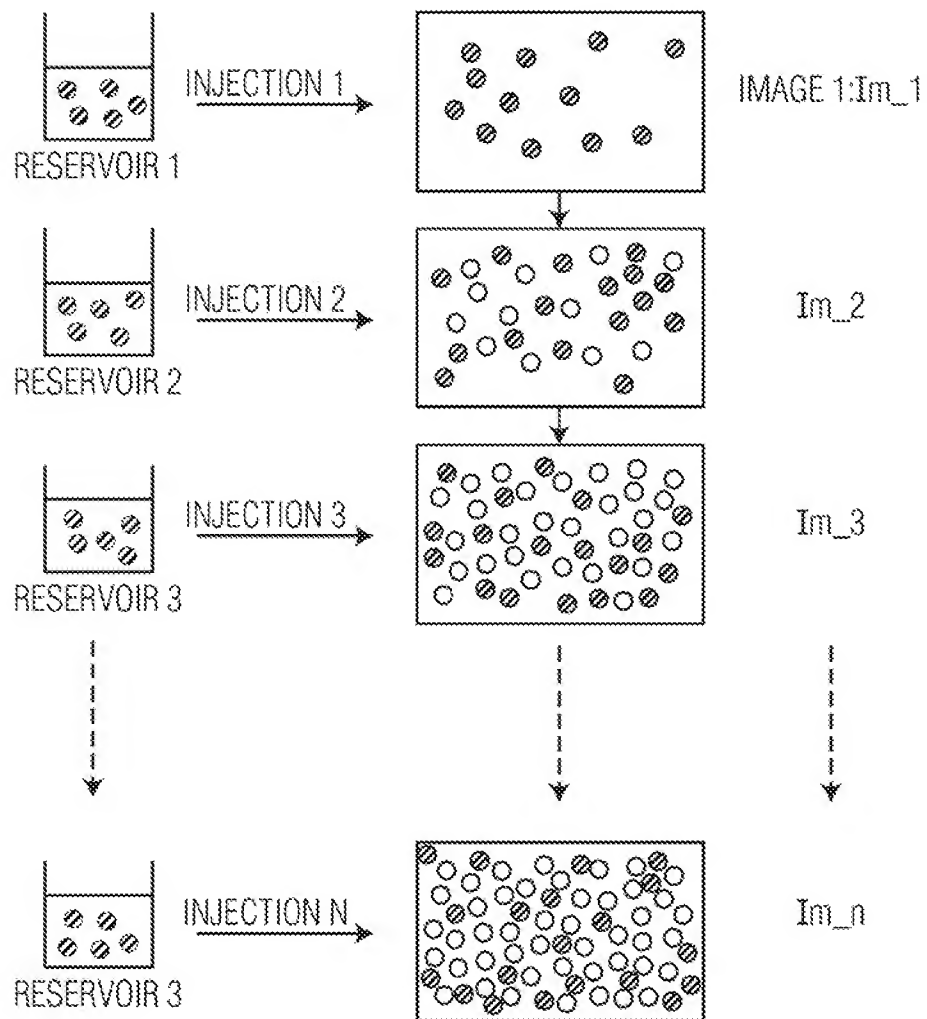 INJECTION 1
IMAGE 1:Im_1
RESERVOIR 1
INJECTION 2
Im_2
RESERVOIR 2
INJECTION 3
Im_3
RESERVOIR 3
INJECTION N
Im_n
RESERVOIR 3